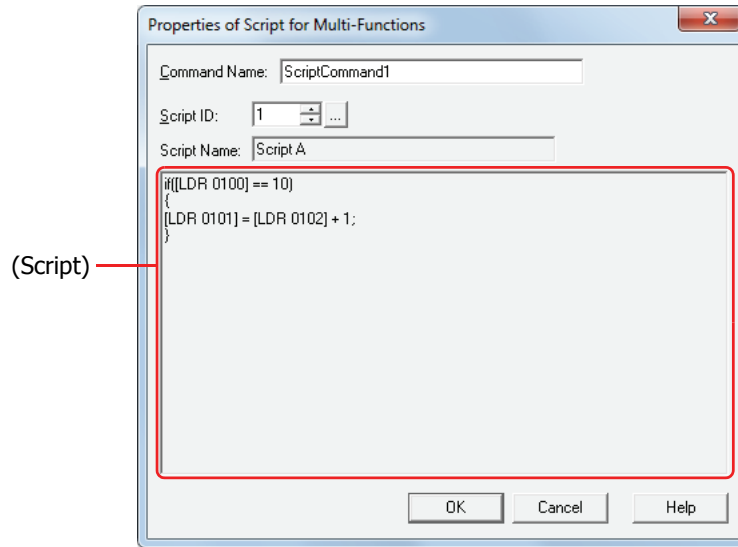 Properties of Script for Multi-Functions
x
Command Name: ScriptCommand1
Script ID: 1 ...
Script Name: Script A
if([LDR 0100] == 10)
{
[LDR 0101] = [LDR 0102] + 1;
}
(Script)
OK Cancel Help